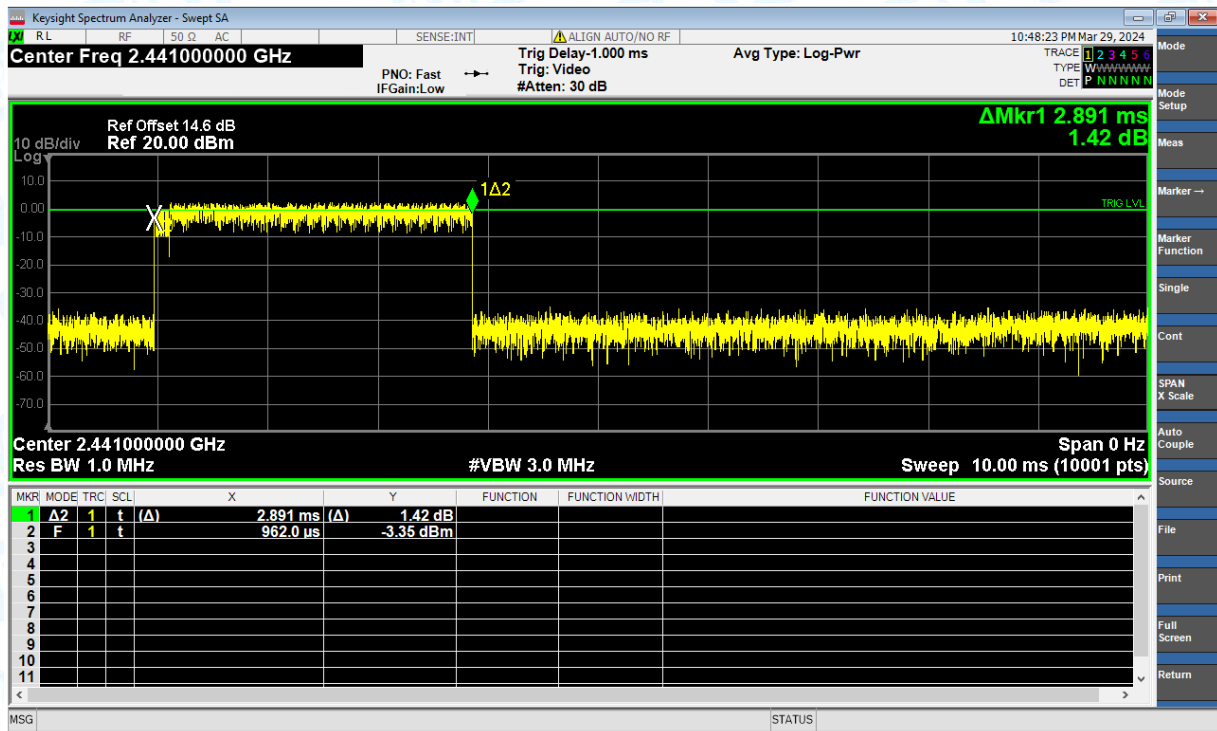 Keysight Spectrum Analyzer - Swept SA
LXI RL RF 50 Ω AC SENSE:INT ALIGN AUTO/NO RF 10:48:23 PM Mar 29, 2024
Center Freq 2.441000000 GHz
PNO: Fast
IFGain:Low
Trig Delay-1.000 ms
Trig: Video
#Atten: 30 dB
Avg Type: Log-Pwr
TRACE 1 2 3 4 5 6
TYPE WWWWWW
DET P N N N N N
ΔMkr1 2.891 ms
1.42 dB
Ref Offset 14.6 dB
10 dB/div Ref 20.00 dBm
Log
10.0
0.00
-10.0
-20.0
-30.0
-40.0
-50.0
-60.0
-70.0
X
1Δ2
TRIG LVL
Center 2.441000000 GHz Span 0 Hz
Res BW 1.0 MHz #VBW 3.0 MHz Sweep 10.00 ms (10001 pts)
MKR MODE TRC SCL X Y FUNCTION FUNCTION WIDTH FUNCTION VALUE
1 Δ2 1 t (Δ) 2.891 ms (Δ) 1.42 dB
2 F 1 t 962.0 µs -3.35 dBm
3
4
5
6
7
8
9
10
11
MSG STATUS
Mode
Mode
Setup
Meas
Marker→
Marker
Function
Single
Cont
SPAN
X Scale
Auto
Couple
Source
File
Print
Full
Screen
Return